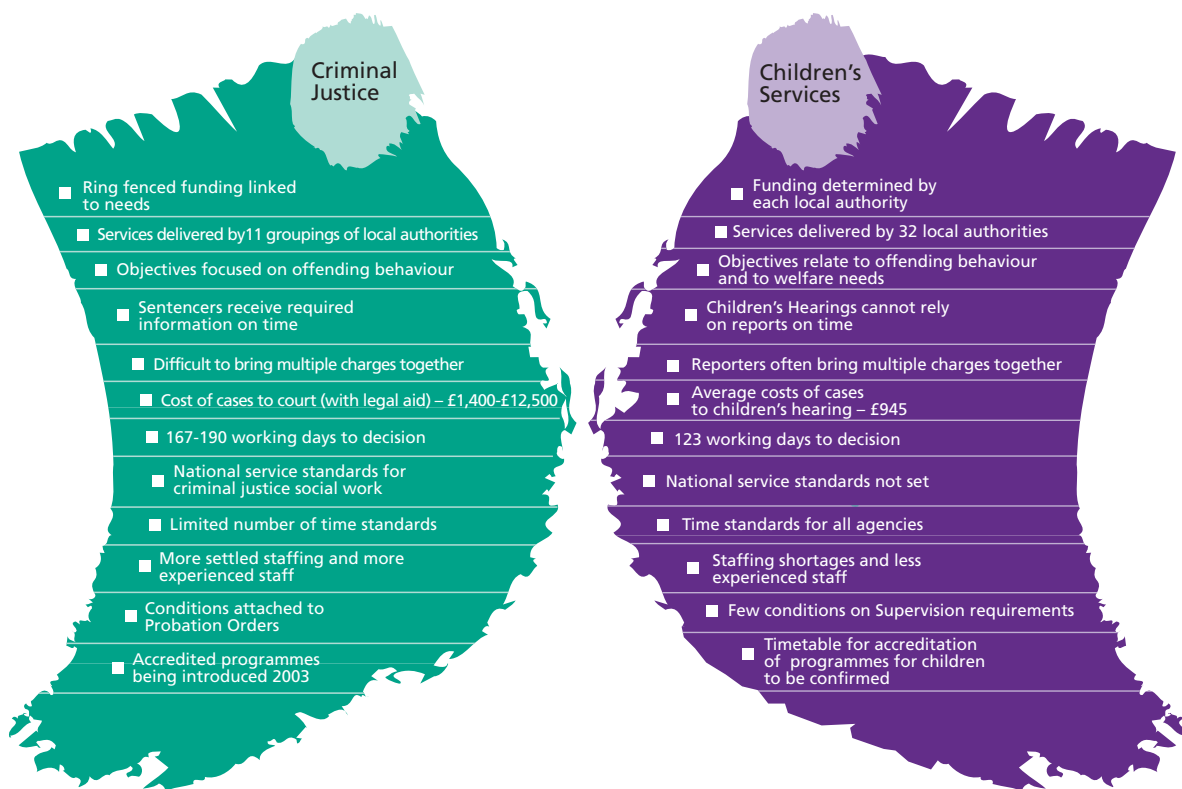 Criminal
Justice
Ring fenced funding linked
to needs
Services delivered by11 groupings of local authorities
Objectives focused on offending behaviour
Sentencers receive required
information on time
Difficult to bring multiple charges together
Cost of cases to court (with legal aid) – £1,400-£12,500
167-190 working days to decision
National service standards for
criminal justice social work
Limited number of time standards
More settled staffing and more
experienced staff
Conditions attached to
Probation Orders
Accredited programmes
being introduced 2003
Children's
Services
Funding determined by
each local authority
Services delivered by 32 local authorities
Objectives relate to offending behaviour
and to welfare needs
Children's Hearings cannot rely
on reports on time
Reporters often bring multiple charges together
Average costs of cases
to children's hearing – £945
123 working days to decision
National service standards not set
Time standards for all agencies
Staffing shortages and less
experienced staff
Few conditions on Supervision requirements
Timetable for accreditation
of programmes for children
to be confirmed